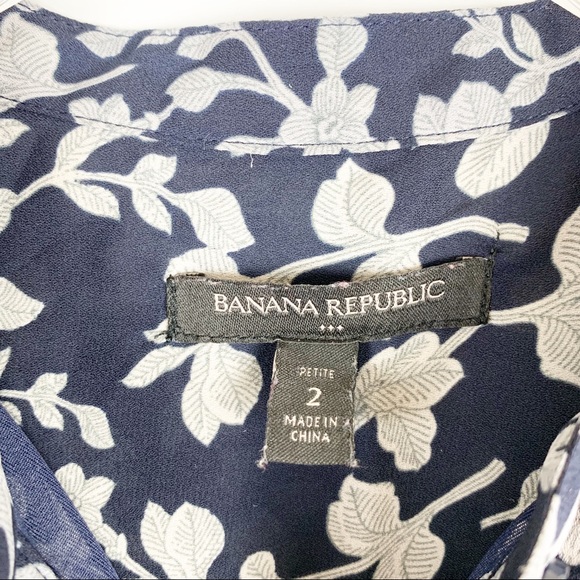 BANANA REPUBLIC
PETITE
2
MADE IN
CHINA